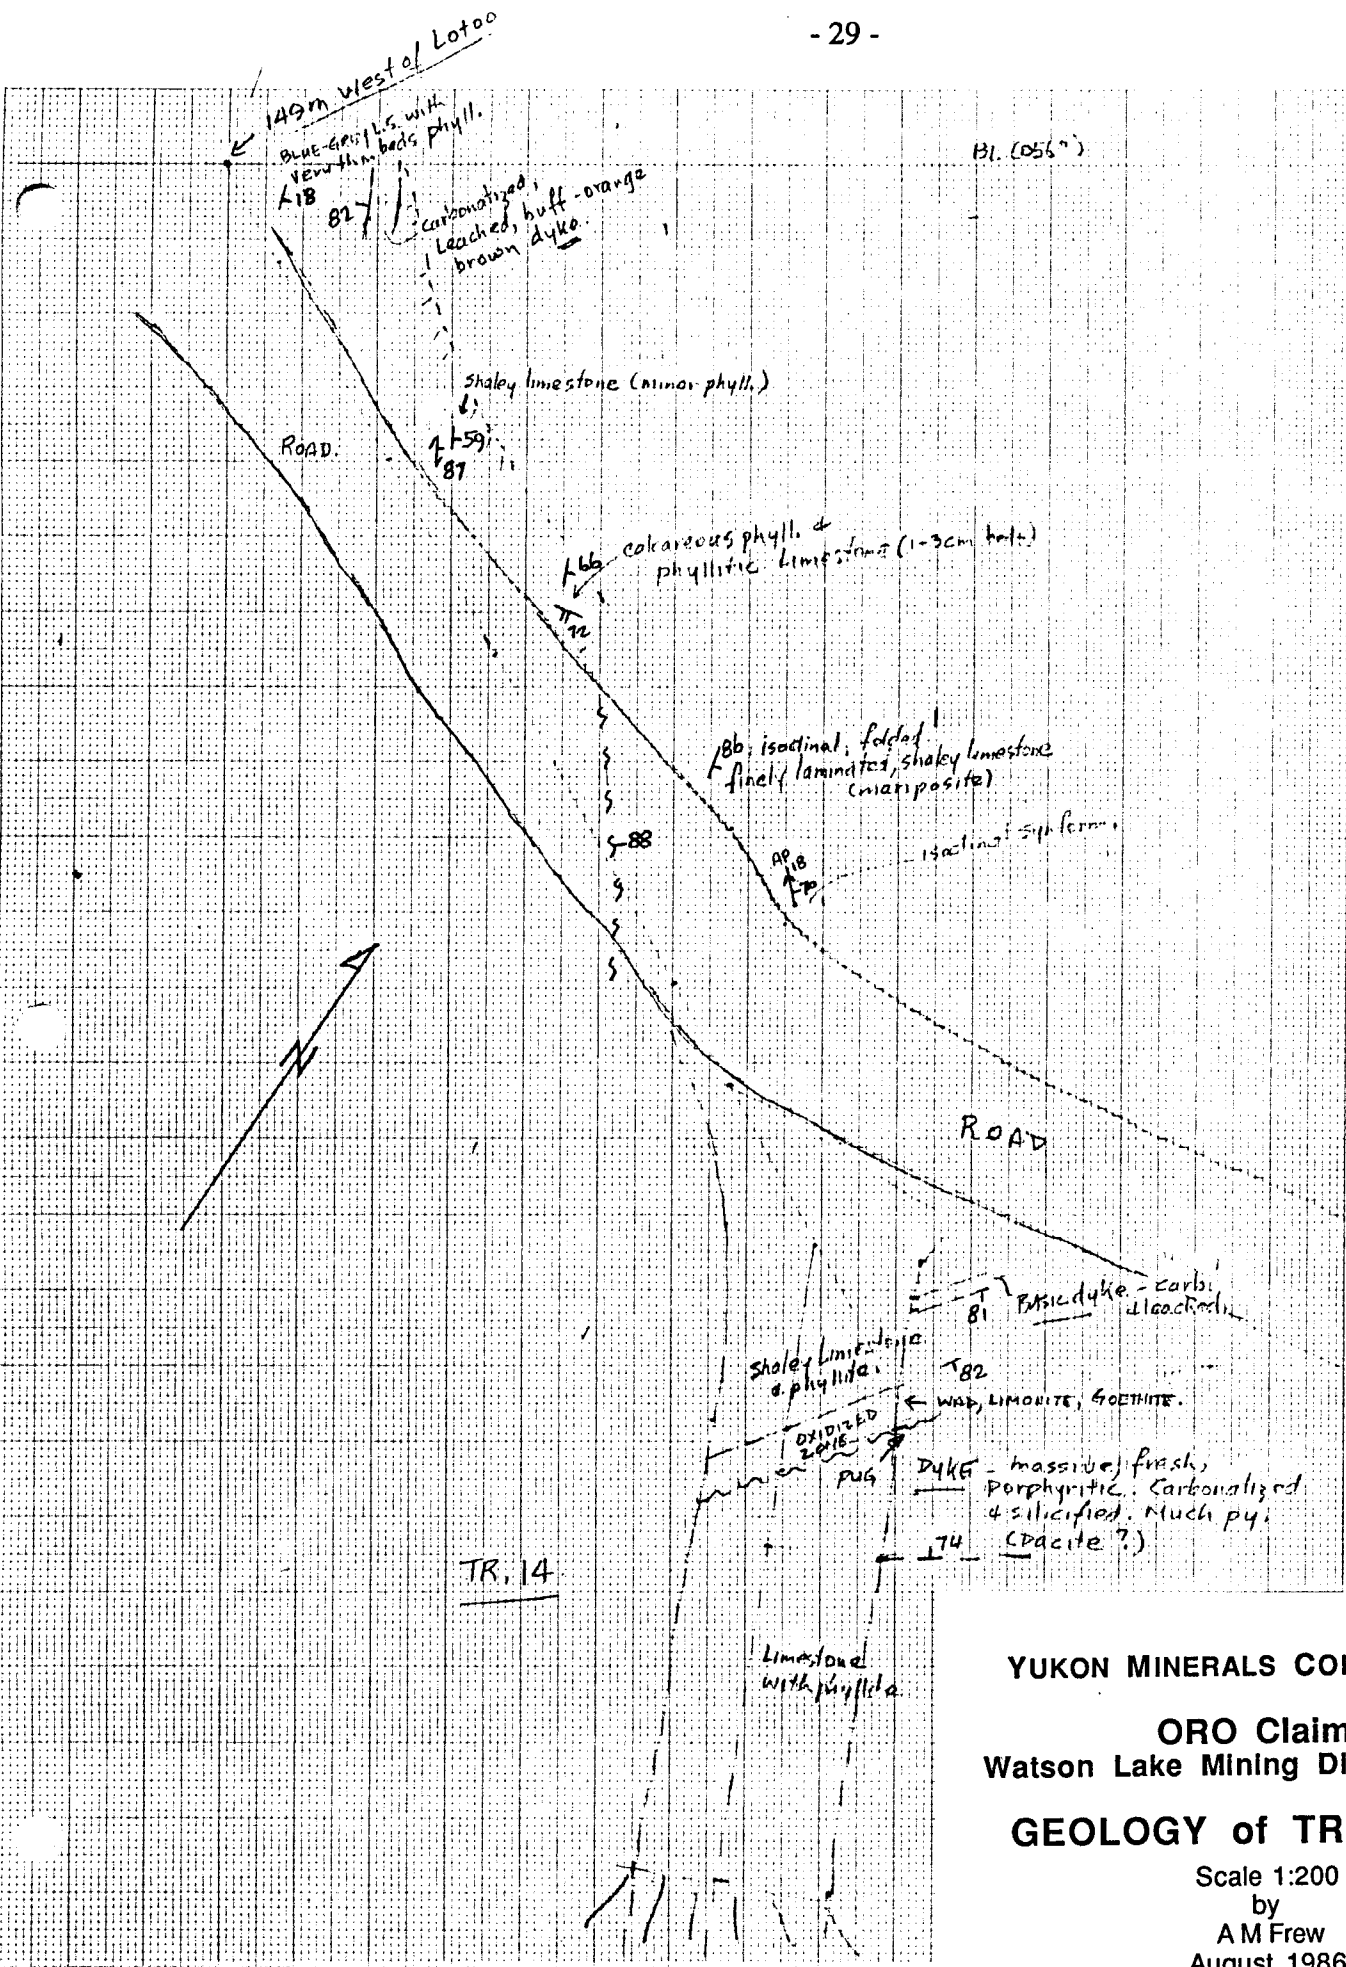 - 29 -
149m West of L0+00
BLUE-GREY L.S. with
very thin beds phyll.
18
82
Carbonatized,
Leached, buff-orange
brown dyke.
BL. (056°)
shaley limestone (minor phyll.)
59
87
ROAD.
66
calcareous phyll. &
phyllitic Limestone (1-3cm
72
86, isoclinal, folded
finely laminated, shaley limestone
(mariposite)
88
isoclinal synform.
AP 18
70
N
ROAD
81
BASIC dyke - carb.
& leached.
Shaley Limestone
& phyllite.
82
WAD, LIMONITE, GOETHITE.
OXIDIZED
ZONE
PUG
DYKE - massive, fresh,
porphyritic. Carbonatized
& silicified. Much py.
(Dacite ?)
74
TR. 14
Limestone
with phyllite
YUKON MINERALS CO
ORO Claim
Watson Lake Mining DI
GEOLOGY of TR
Scale 1:200
by
A M Frew
August 1986